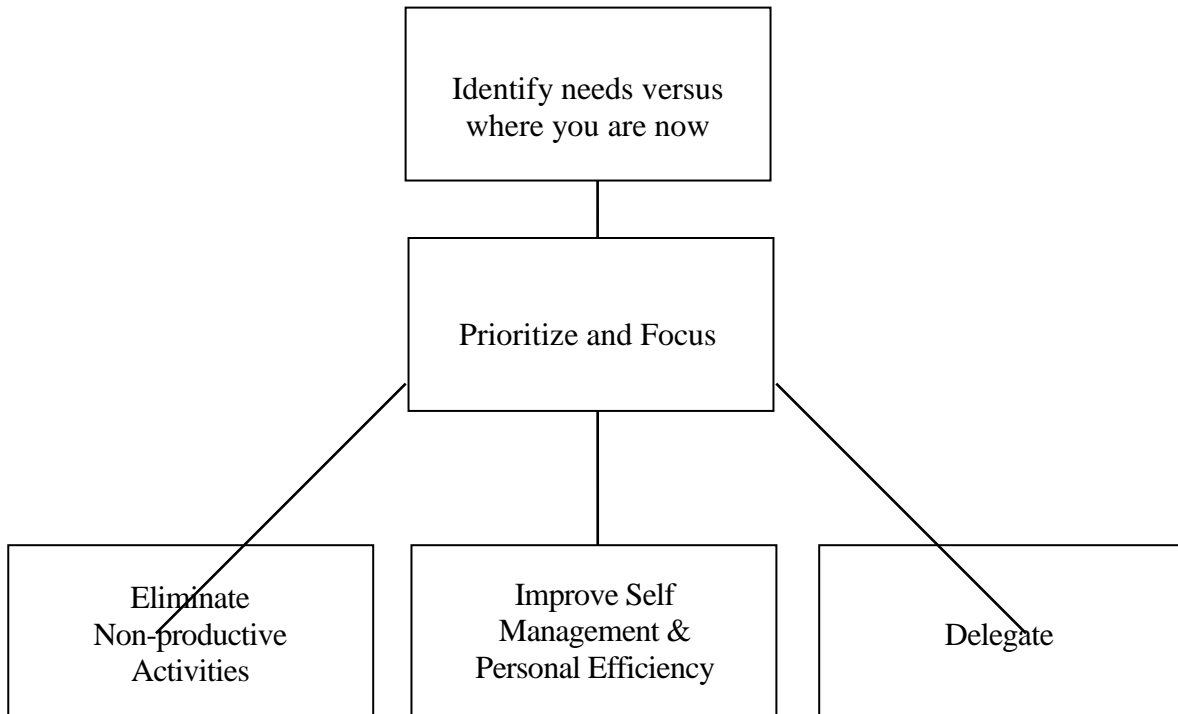 Identify needs versus
where you are now
Prioritize and Focus
Eliminate
Non-productive
Activities
Improve Self
Management &
Personal Efficiency
Delegate